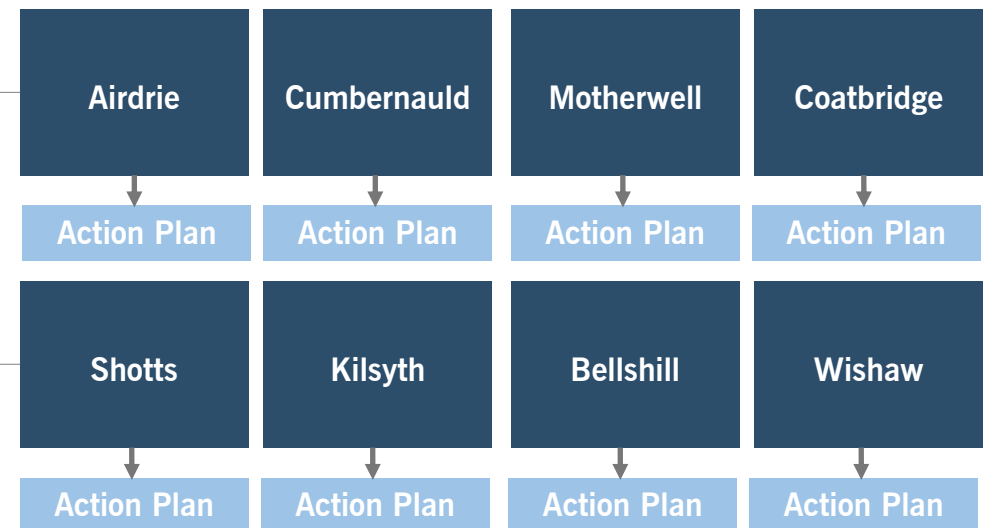 Airdrie
Cumbernauld
Motherwell
Coatbridge
Action Plan
Action Plan
Action Plan
Action Plan
Shotts
Kilsyth
Bellshill
Wishaw
Action Plan
Action Plan
Action Plan
Action Plan